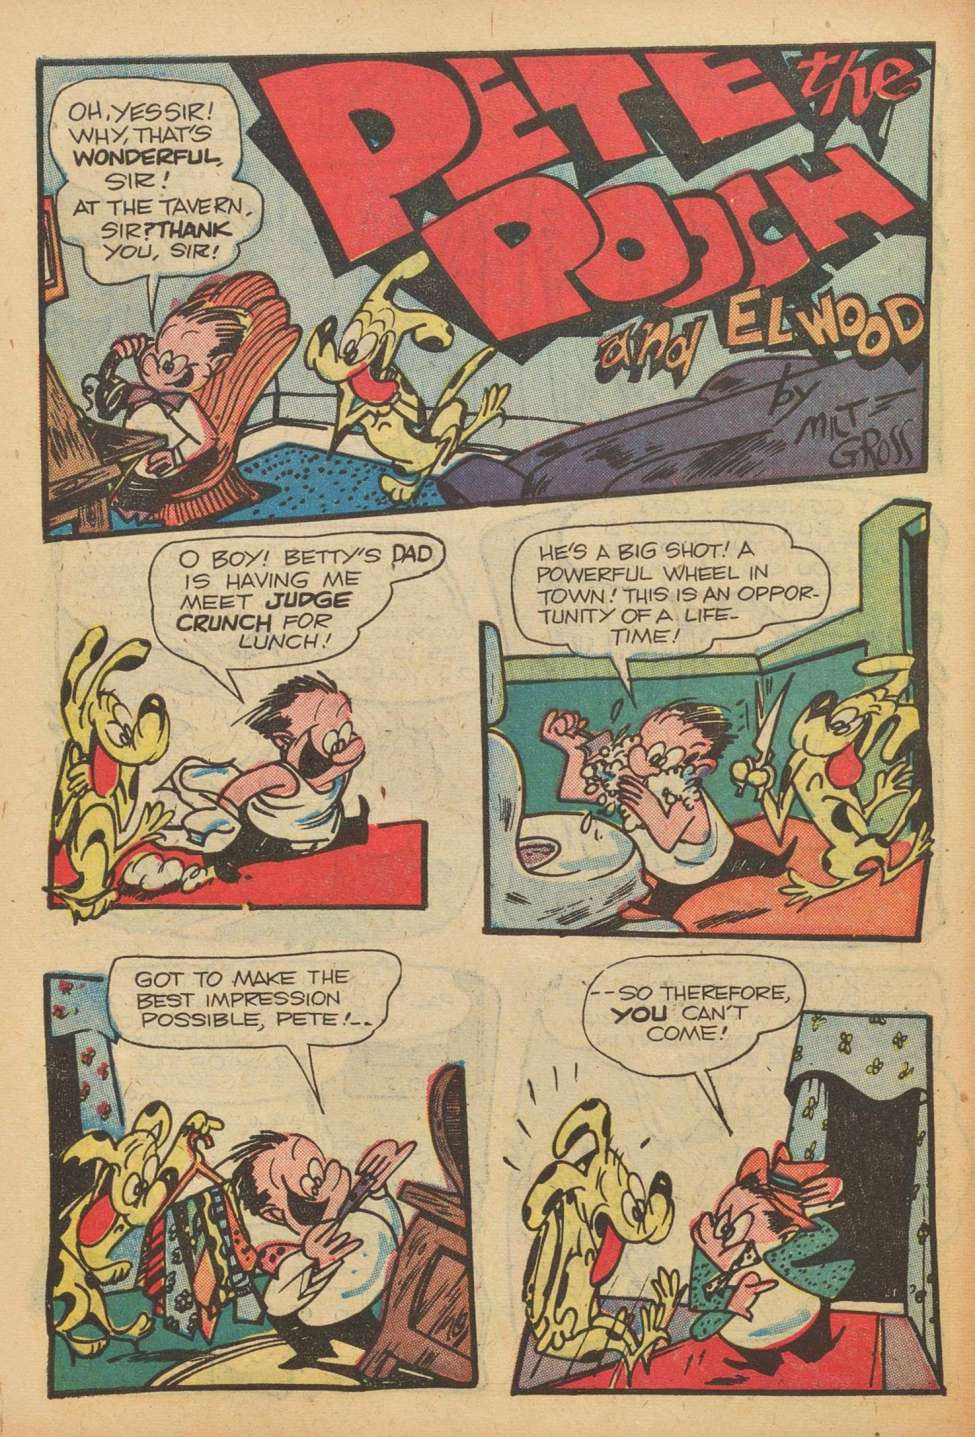 PETE the
POOCH
and ELWOOD
by MILT
GROSS
OH, YESSIR!
WHY, THAT'S
WONDERFUL,
SIR!
AT THE TAVERN,
SIR? THANK
YOU, SIR!
O BOY! BETTY'S DAD
IS HAVING ME
MEET JUDGE
CRUNCH FOR
LUNCH!
HE'S A BIG SHOT! A
POWERFUL WHEEL IN
TOWN! THIS IS AN OPPOR-
TUNITY OF A LIFE-
TIME!
GOT TO MAKE THE
BEST IMPRESSION
POSSIBLE, PETE!--
--SO THEREFORE,
YOU CAN'T
COME!